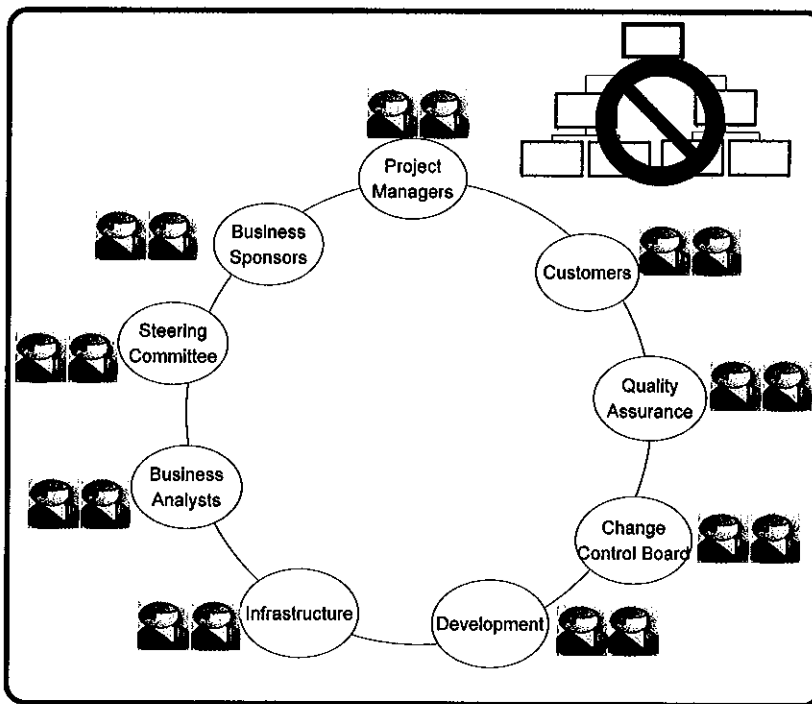 Project
Managers
Business
Sponsors
Customers
Steering
Committee
Quality
Assurance
Business
Analysts
Change
Control Board
Infrastructure
Development